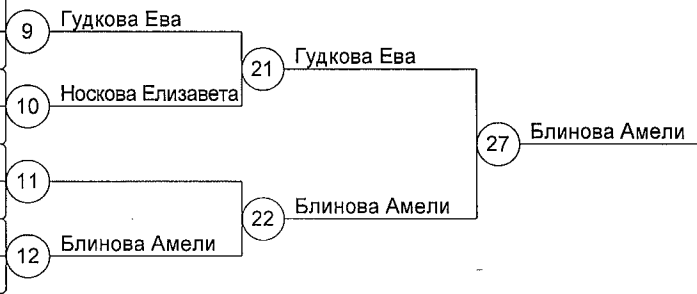 9 Гудкова Ева
21 Гудкова Ева
10 Носкова Елизавета
27 Блинова Амели
11
22 Блинова Амели
12 Блинова Амели